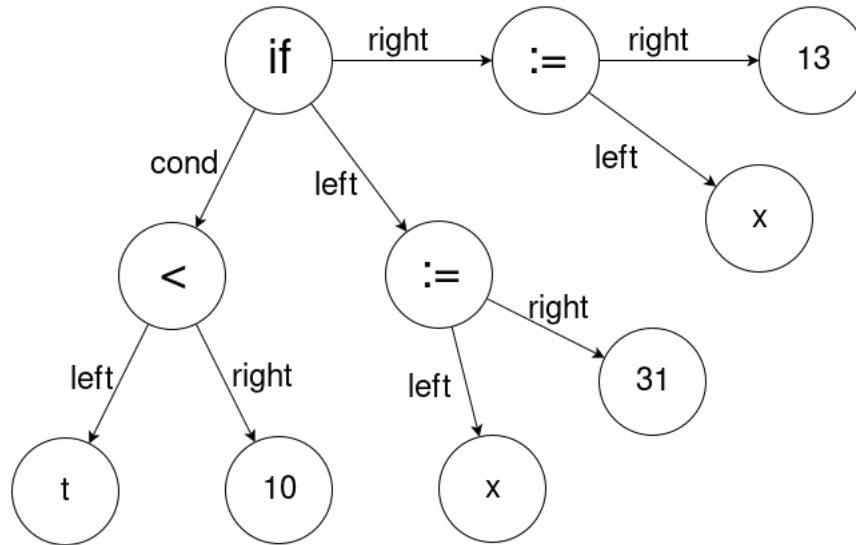 if
right
:=
right
13
cond
left
left
x
<
:=
left
right
left
right
31
t
10
x